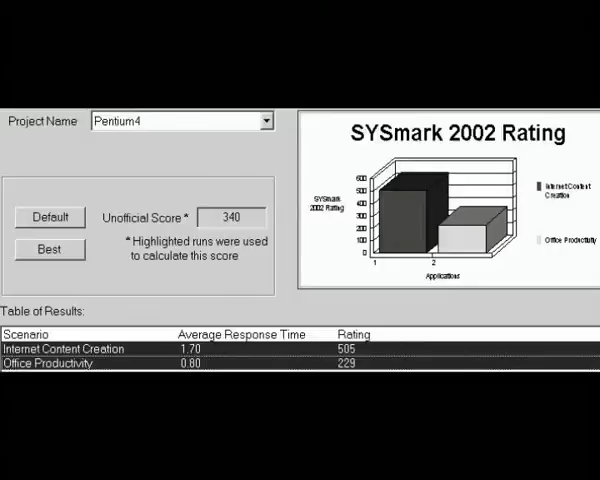 Project Name Pentium4
Default
Unofficial Score * 340
Best
* Highlighted runs were used
to calculate this score
SYSmark 2002 Rating
SYSmark
2002 Rating
600
500
400
300
200
100
0
1 2
Applications
Internet Content
Creation
Office Productivity
Table of Results:
Scenario Average Response Time Rating
Internet Content Creation 1.70 505
Office Productivity 0.80 229